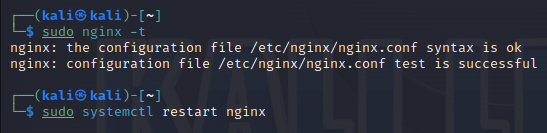 ┌──(kali㉿kali)-[~]
└─$ sudo nginx -t
nginx: the configuration file /etc/nginx/nginx.conf syntax is ok
nginx: configuration file /etc/nginx/nginx.conf test is successful
┌──(kali㉿kali)-[~]
└─$ sudo systemctl restart nginx